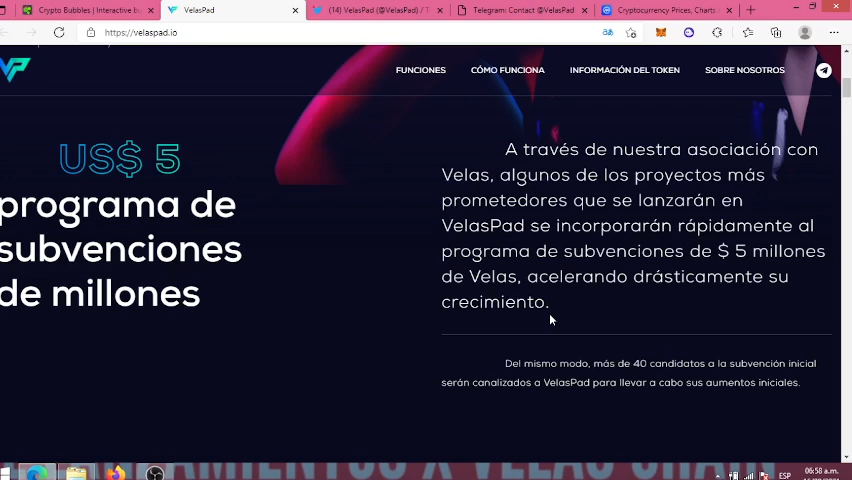 Crypto Bubbles | Interactive bu
VelasPad
(14) VelasPad (@VelasPad) / T
Telegram: Contact @VelasPad
Cryptocurrency Prices, Charts
https://velaspad.io
VP
FUNCIONES
CÓMO FUNCIONA
INFORMACIÓN DEL TOKEN
SOBRE NOSOTROS
US$ 5
programa de
subvenciones
de millones
A través de nuestra asociación con
Velas, algunos de los proyectos más
prometedores que se lanzarán en
VelasPad se incorporarán rápidamente al
programa de subvenciones de $ 5 millones
de Velas, acelerando drásticamente su
crecimiento.
Del mismo modo, más de 40 candidatos a la subvención inicial
serán canalizados a VelasPad para llevar a cabo sus aumentos iniciales.
X VELAS
ESP
06:58 a.m.